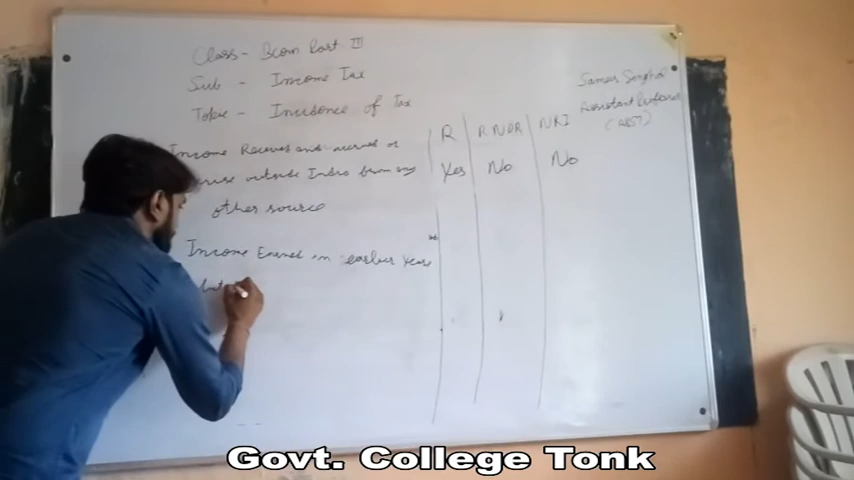 Class - Bcom Part III
Sub - Income Tax
Topic - Incidence of Tax
Samar Singhal
Assistant Professor
(ABST)
R | R NOR | NRI
Income Received and accrued or
outside India from any
other source
Yes | No | No
Income Earned in earlier years
but
Govt. College Tonk